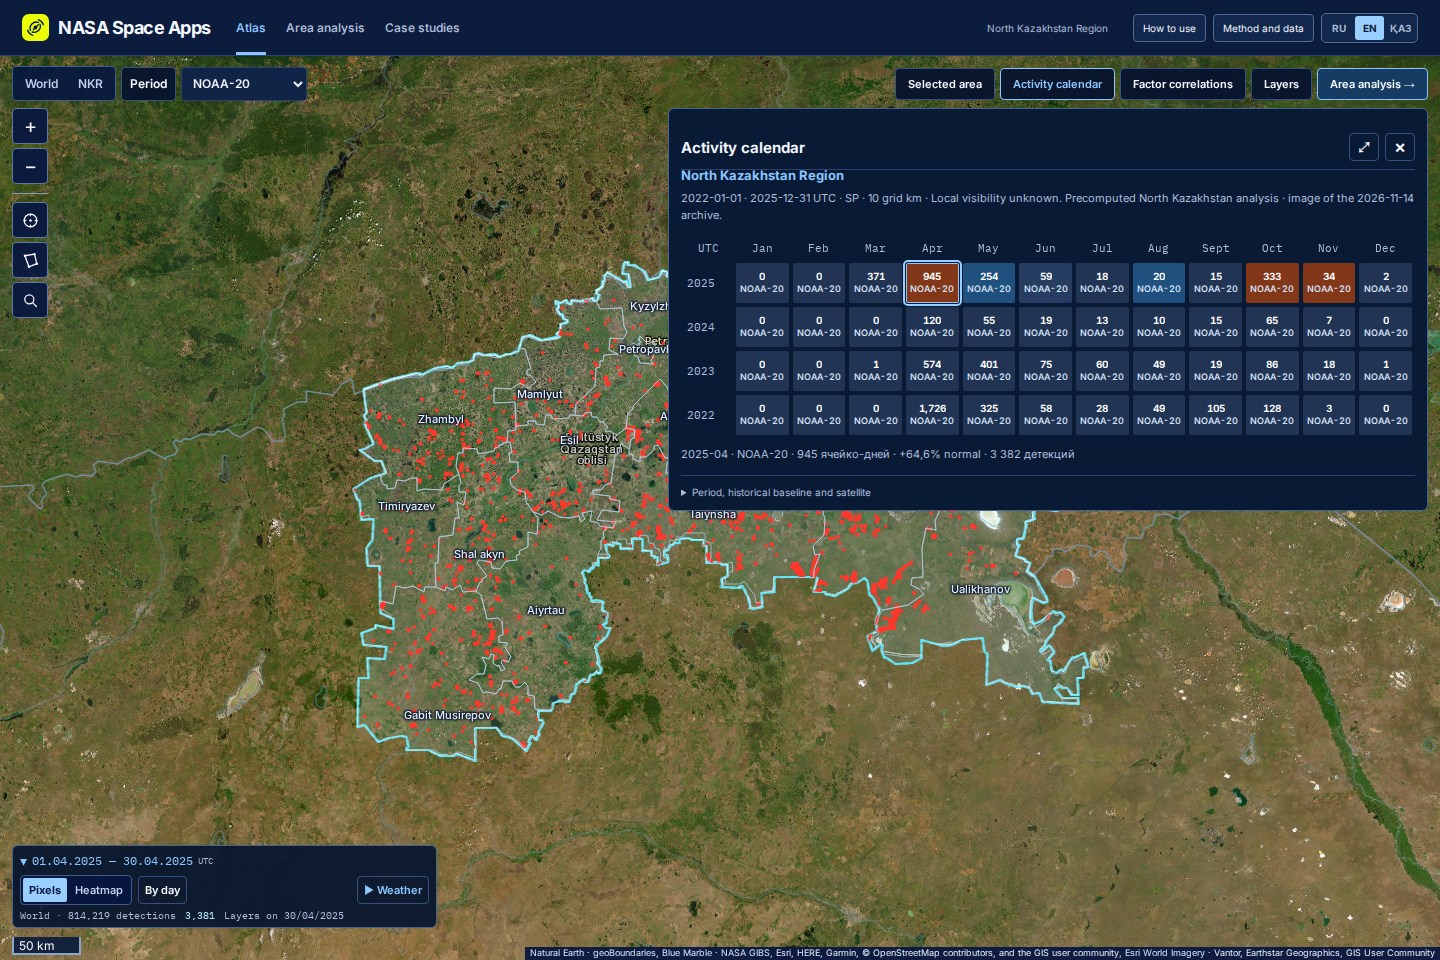 NASA Space Apps
Atlas
Area analysis
Case studies
North Kazakhstan Region
How to use
Method and data
RU
EN
ҚАЗ
World
NKR
Period
NOAA-20
Selected area
Activity calendar
Factor correlations
Layers
Area analysis →
+
−
Activity calendar
North Kazakhstan Region
2022-01-01 · 2025-12-31 UTC · SP · 10 grid km · Local visibility unknown. Precomputed North Kazakhstan analysis · image of the 2026-11-14
archive.
UTC Jan Feb Mar Apr May Jun Jul Aug Sept Oct Nov Dec
2025 0 0 371 945 254 59 18 20 15 333 34 2
NOAA-20 NOAA-20 NOAA-20 NOAA-20 NOAA-20 NOAA-20 NOAA-20 NOAA-20 NOAA-20 NOAA-20 NOAA-20 NOAA-20
2024 0 0 0 120 55 19 13 10 15 65 7 0
NOAA-20 NOAA-20 NOAA-20 NOAA-20 NOAA-20 NOAA-20 NOAA-20 NOAA-20 NOAA-20 NOAA-20 NOAA-20 NOAA-20
2023 0 0 1 574 401 75 60 49 19 86 18 1
NOAA-20 NOAA-20 NOAA-20 NOAA-20 NOAA-20 NOAA-20 NOAA-20 NOAA-20 NOAA-20 NOAA-20 NOAA-20 NOAA-20
2022 0 0 0 1,726 325 58 28 49 105 128 3 0
NOAA-20 NOAA-20 NOAA-20 NOAA-20 NOAA-20 NOAA-20 NOAA-20 NOAA-20 NOAA-20 NOAA-20 NOAA-20 NOAA-20
2025-04 · NOAA-20 · 945 ячейко-дней · +64,6% normal · 3 382 детекций
Period, historical baseline and satellite
Mamlyut
Zhambyl
Esil
Qazaqstan
oblisi
Timiryazev
Taiynsha
Shal akyn
Ualikhanov
Aiyrtau
Gabit Musirepov
▼ 01.04.2025 — 30.04.2025 UTC
Pixels
Heatmap
By day
▶ Weather
World · 814,219 detections 3,381 Layers on 30/04/2025
50 km
Natural Earth · geoBoundaries, Blue Marble · NASA GIBS, Esri, HERE, Garmin, © OpenStreetMap contributors, and the GIS user community, Esri World Imagery · Vantor, Earthstar Geographics, GIS User Community